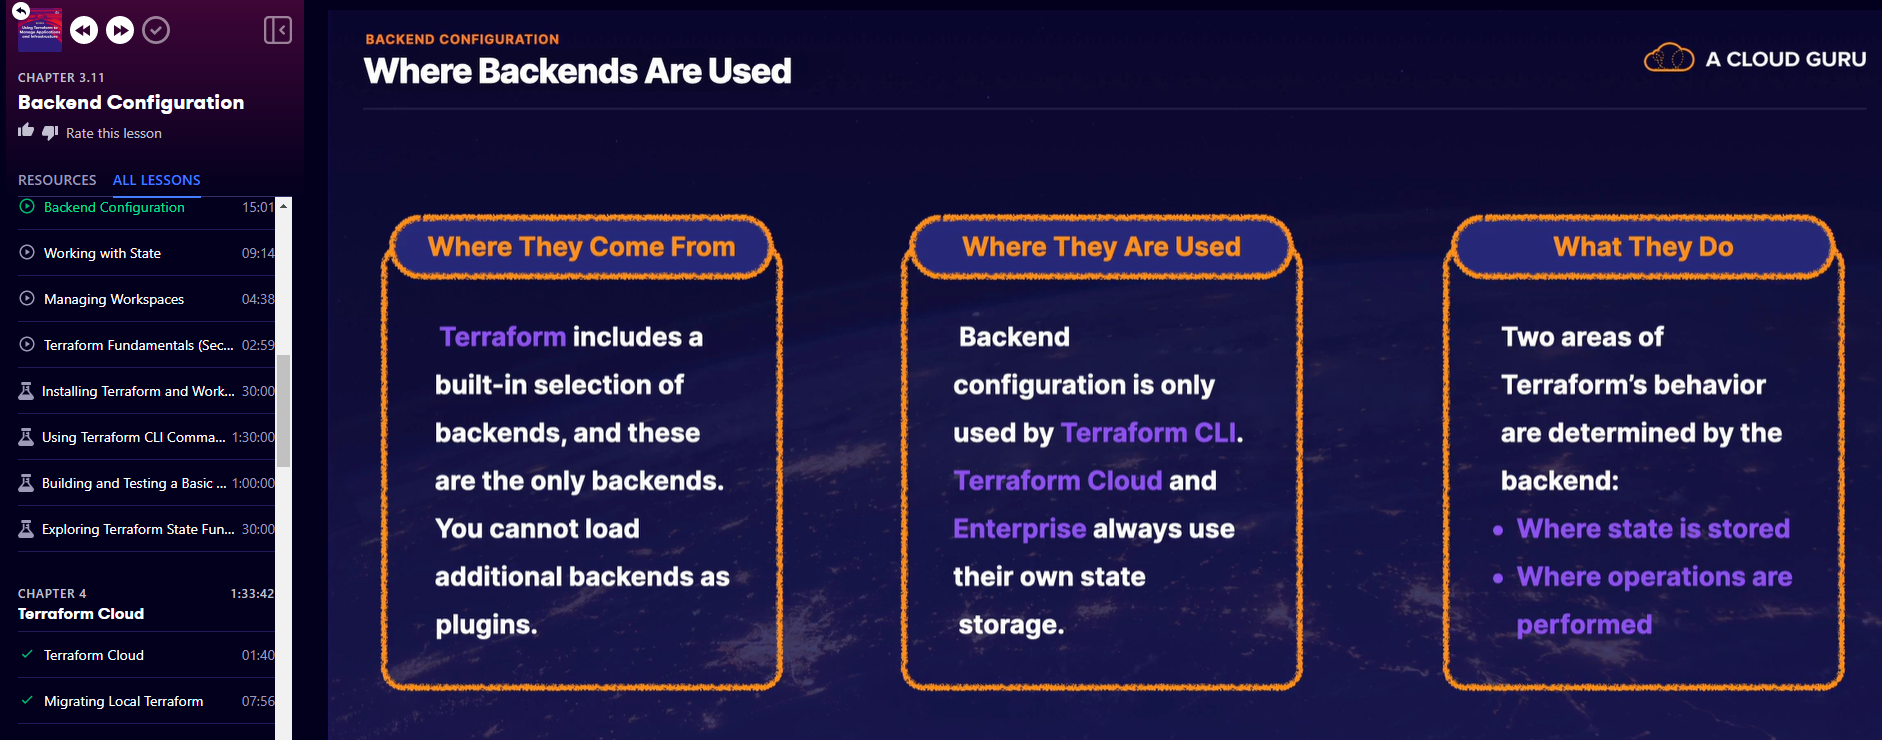 Using Terraform to
Manage Applications
and Infrastructure
CHAPTER 3.11
Backend Configuration
Rate this lesson
RESOURCES ALL LESSONS
Backend Configuration 15:01
Working with State 09:14
Managing Workspaces 04:38
Terraform Fundamentals (Sec... 02:59
Installing Terraform and Work... 30:00
Using Terraform CLI Comma... 1:30:00
Building and Testing a Basic ... 1:00:00
Exploring Terraform State Fun... 30:00
CHAPTER 4 1:33:42
Terraform Cloud
Terraform Cloud 01:40
Migrating Local Terraform 07:56
BACKEND CONFIGURATION
Where Backends Are Used
A CLOUD GURU
Where They Come From
Terraform includes a
built-in selection of
backends, and these
are the only backends.
You cannot load
additional backends as
plugins.
Where They Are Used
Backend
configuration is only
used by Terraform CLI.
Terraform Cloud and
Enterprise always use
their own state
storage.
What They Do
Two areas of
Terraform’s behavior
are determined by the
backend:
• Where state is stored
• Where operations are
performed